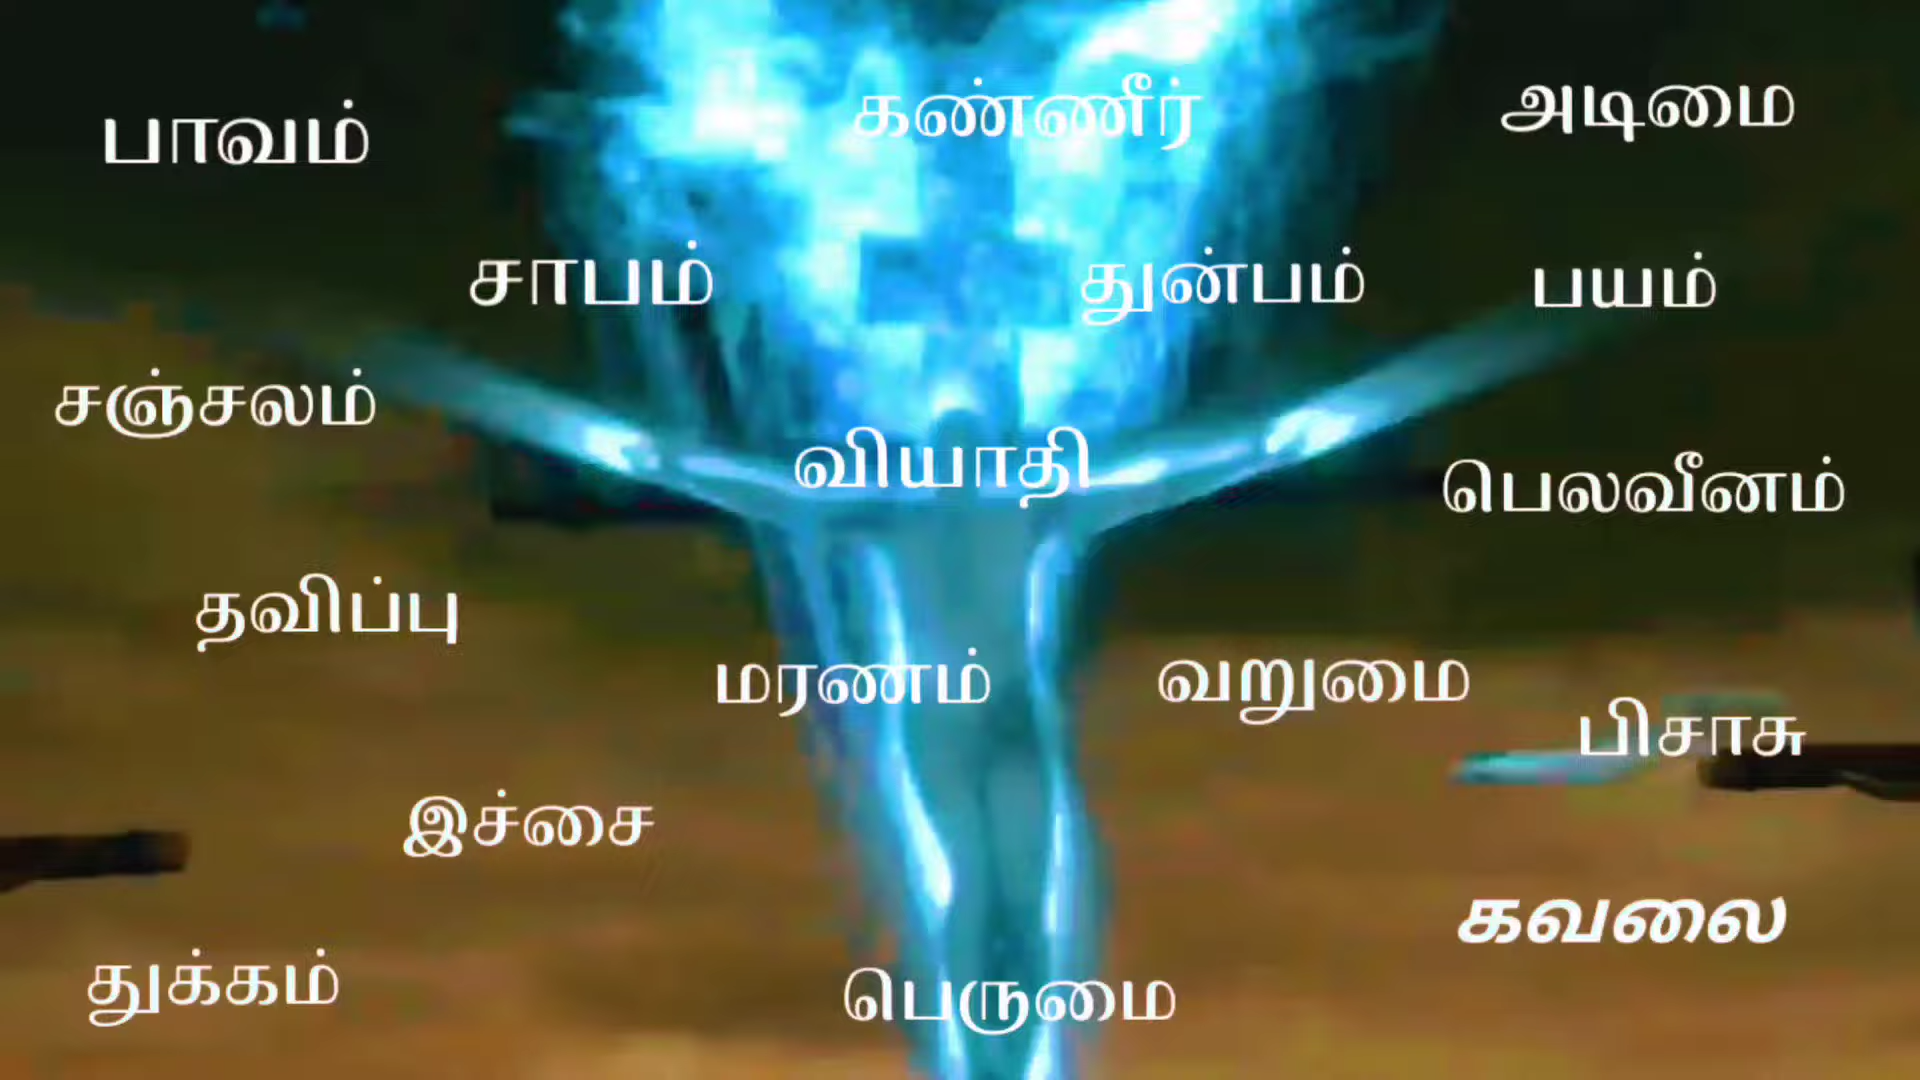 பாவம்
கண்ணீர்
அடிமை
சாபம்
துன்பம்
பயம்
சஞ்சலம்
வியாதி
பெலவீனம்
தவிப்பு
மரணம்
வறுமை
பிசாசு
இச்சை
கவலை
துக்கம்
பெருமை